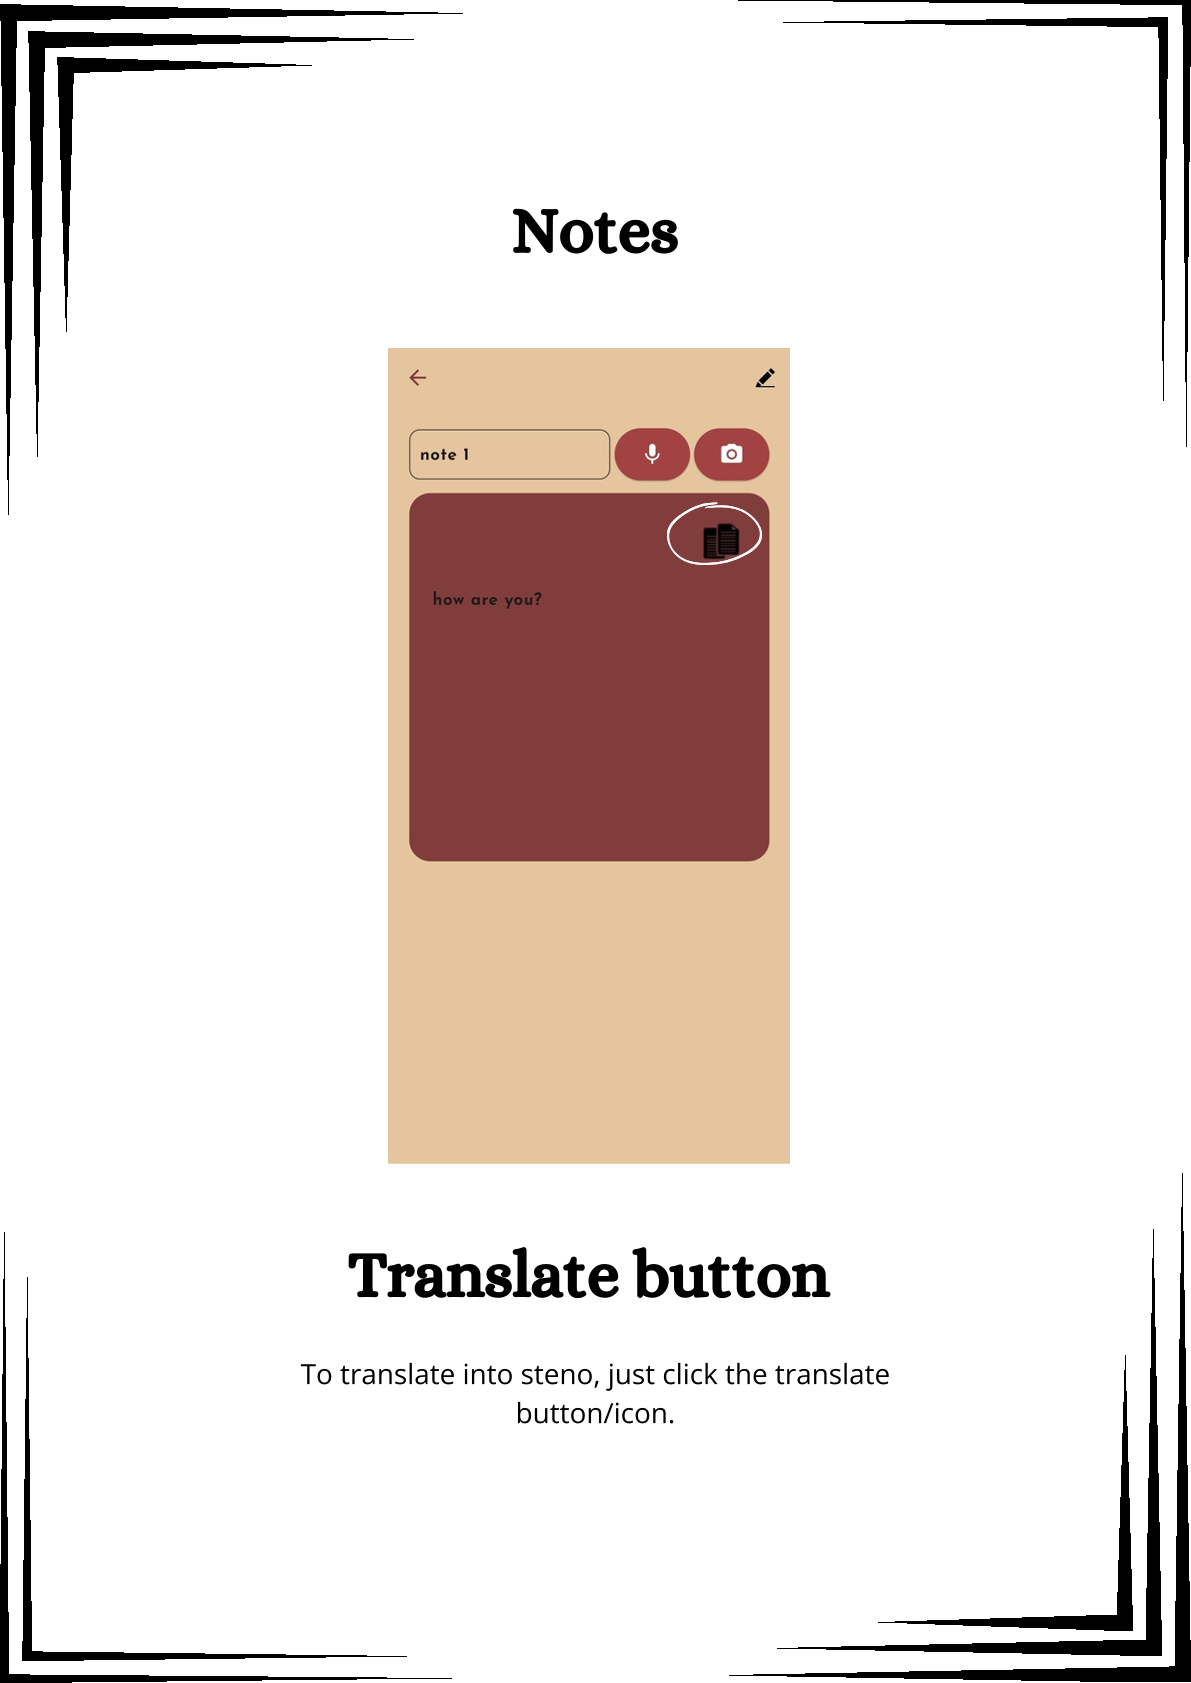 Notes
note 1
how are you?
Translate button
To translate into steno, just click the translate
button/icon.